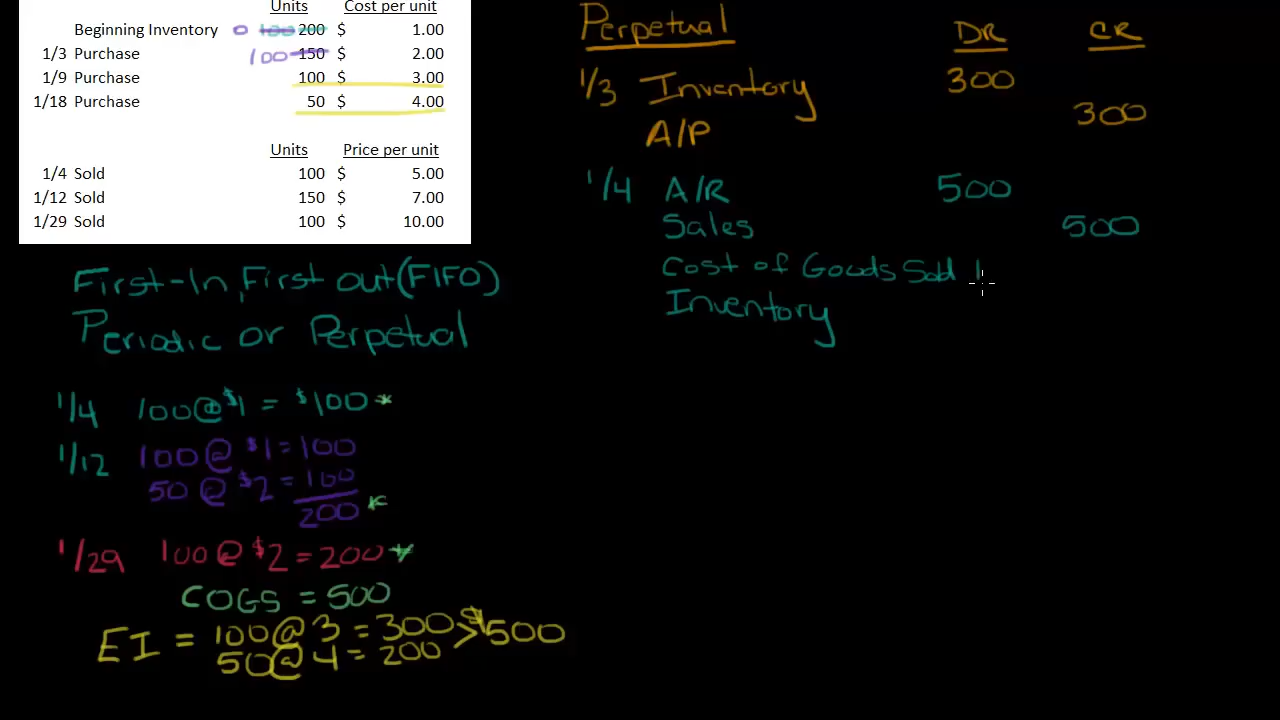 Units Cost per unit
Beginning Inventory 0 100 200 $ 1.00
1/3 Purchase 100 150 $ 2.00
1/9 Purchase 100 $ 3.00
1/18 Purchase 50 $ 4.00
Units Price per unit
1/4 Sold 100 $ 5.00
1/12 Sold 150 $ 7.00
1/29 Sold 100 $ 10.00
First-In, First out (FIFO)
Periodic or Perpetual
1/4 100 @ $1 = $100 *
1/12 100 @ $1 = 100
50 @ $2 = 100
200 *
1/29 100 @ $2 = 200 *
COGS = 500
EI = 100 @ 3 = 300 > $500
50 @ 4 = 200
Perpetual DR CR
1/3 Inventory 300
A/P 300
1/4 A/R 500
Sales 500
Cost of Goods Sold 1
Inventory